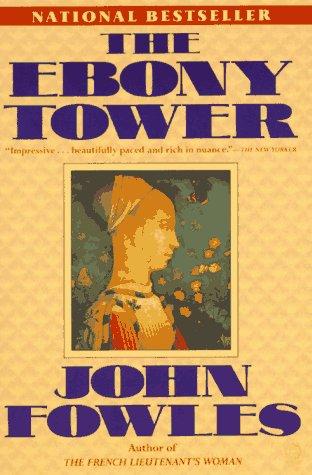 NATIONAL BESTSELLER
THE
EBONY
TOWER
“Impressive . . . beautifully paced and rich in nuance.”—THE NEW YORKER
JOHN
FOWLES
Author of
THE FRENCH LIEUTENANT'S WOMAN